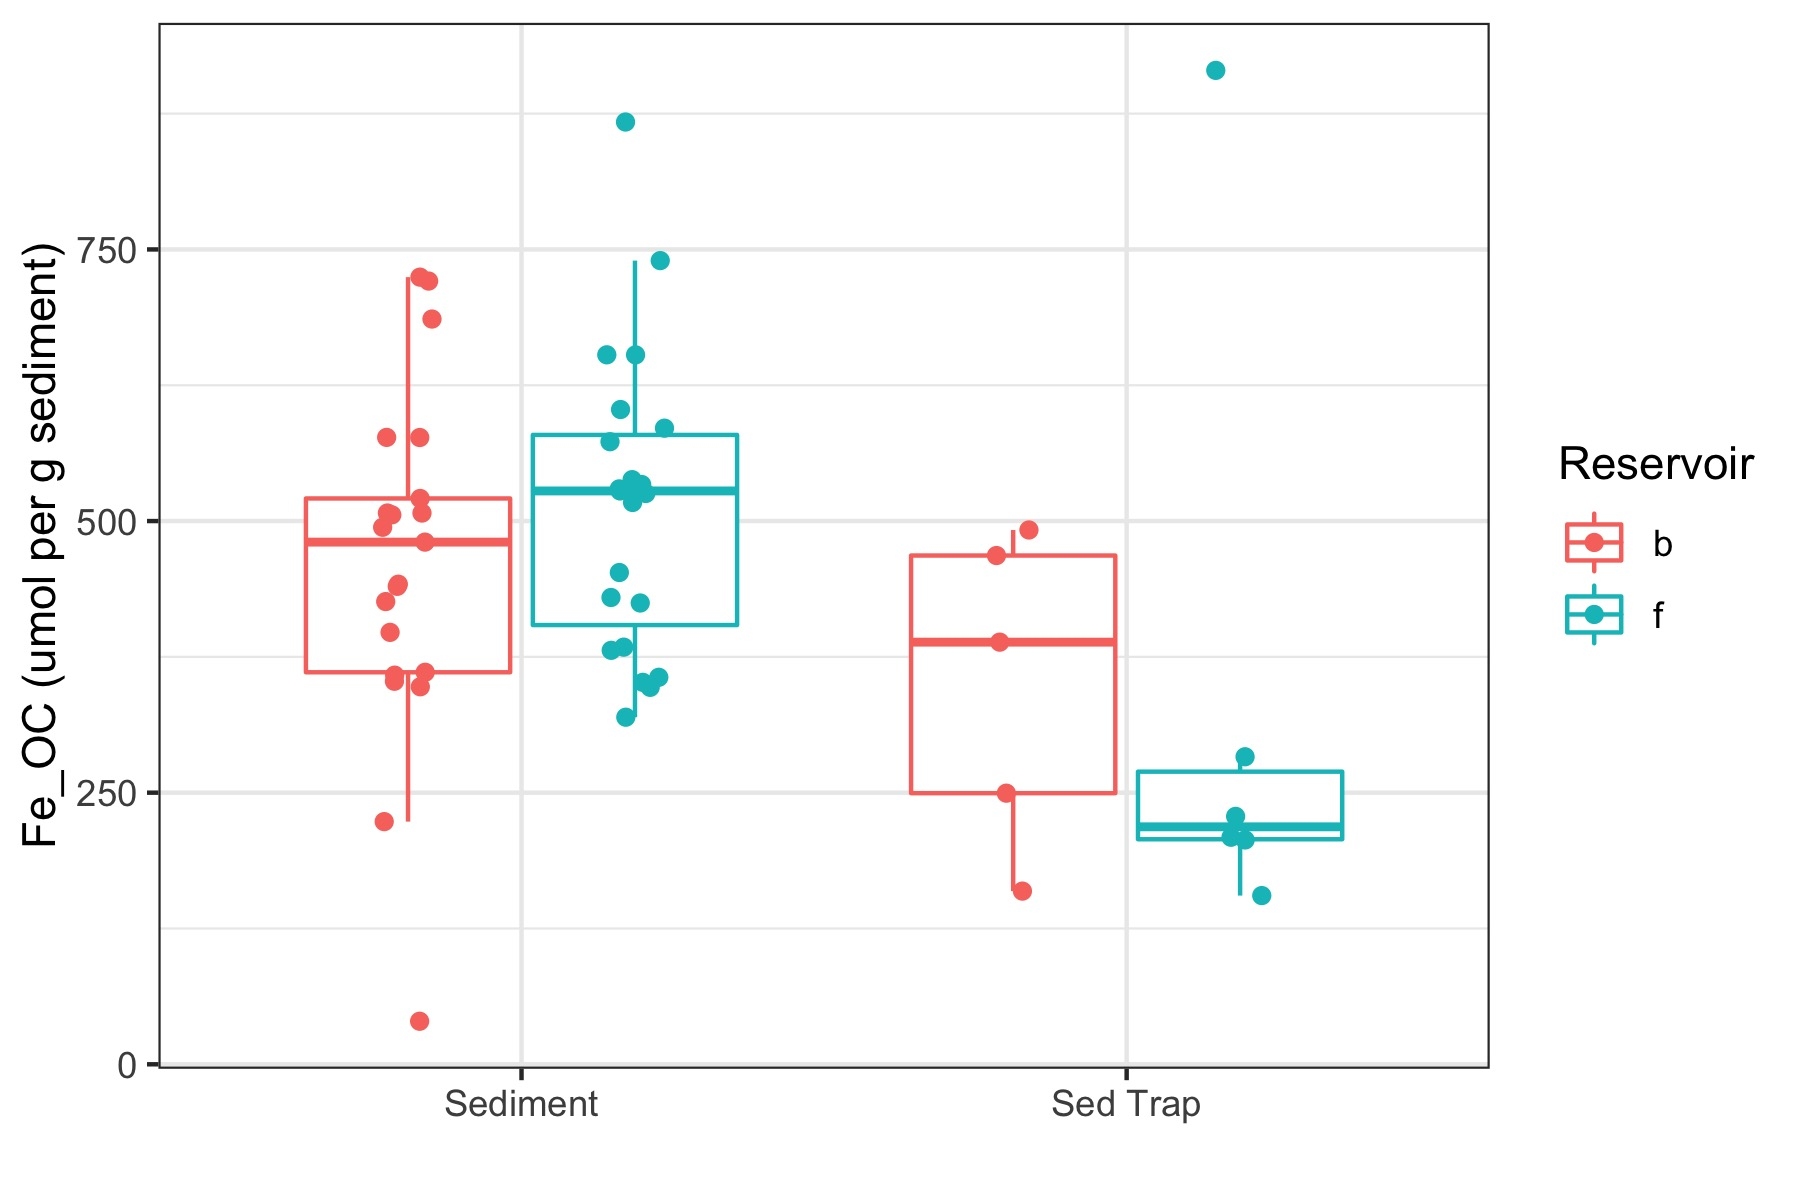 Fe_OC (umol per g sediment)
750
500
250
0
Sediment
Sed Trap
Reservoir
b
f